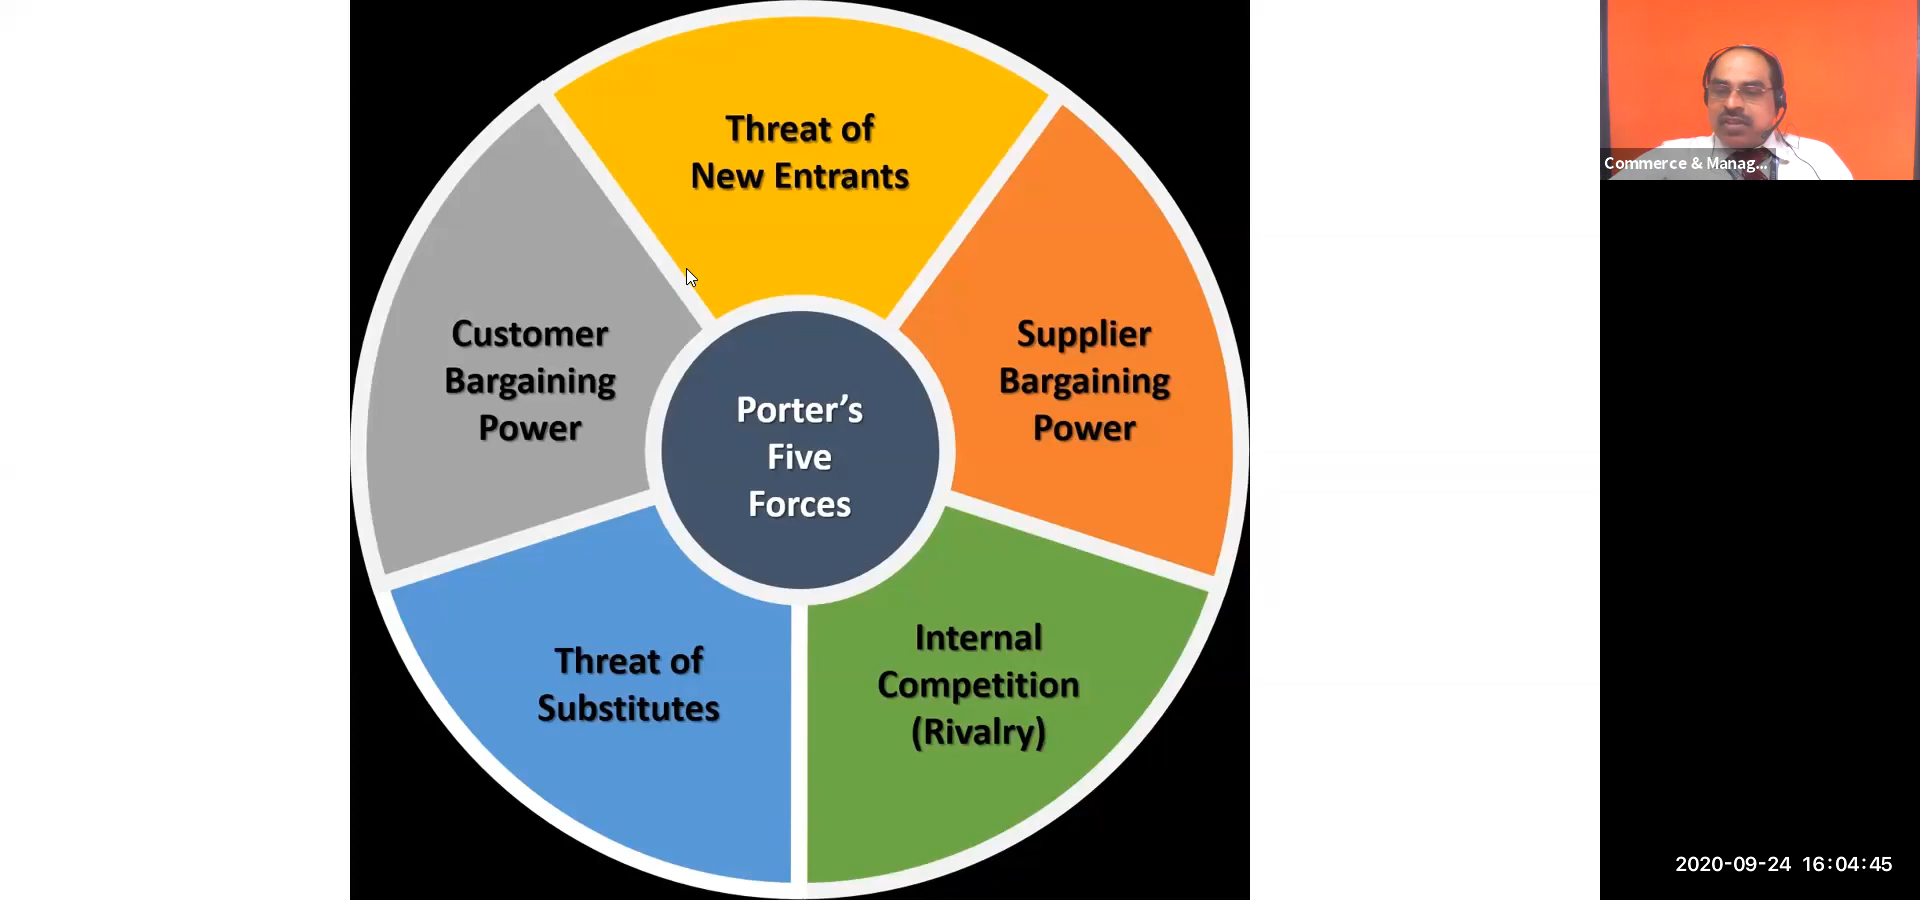 Threat of
New Entrants
Customer
Bargaining
Power
Supplier
Bargaining
Power
Porter’s
Five
Forces
Threat of
Substitutes
Internal
Competition
(Rivalry)
Commerce & Manag...
2020-09-24 16:04:45